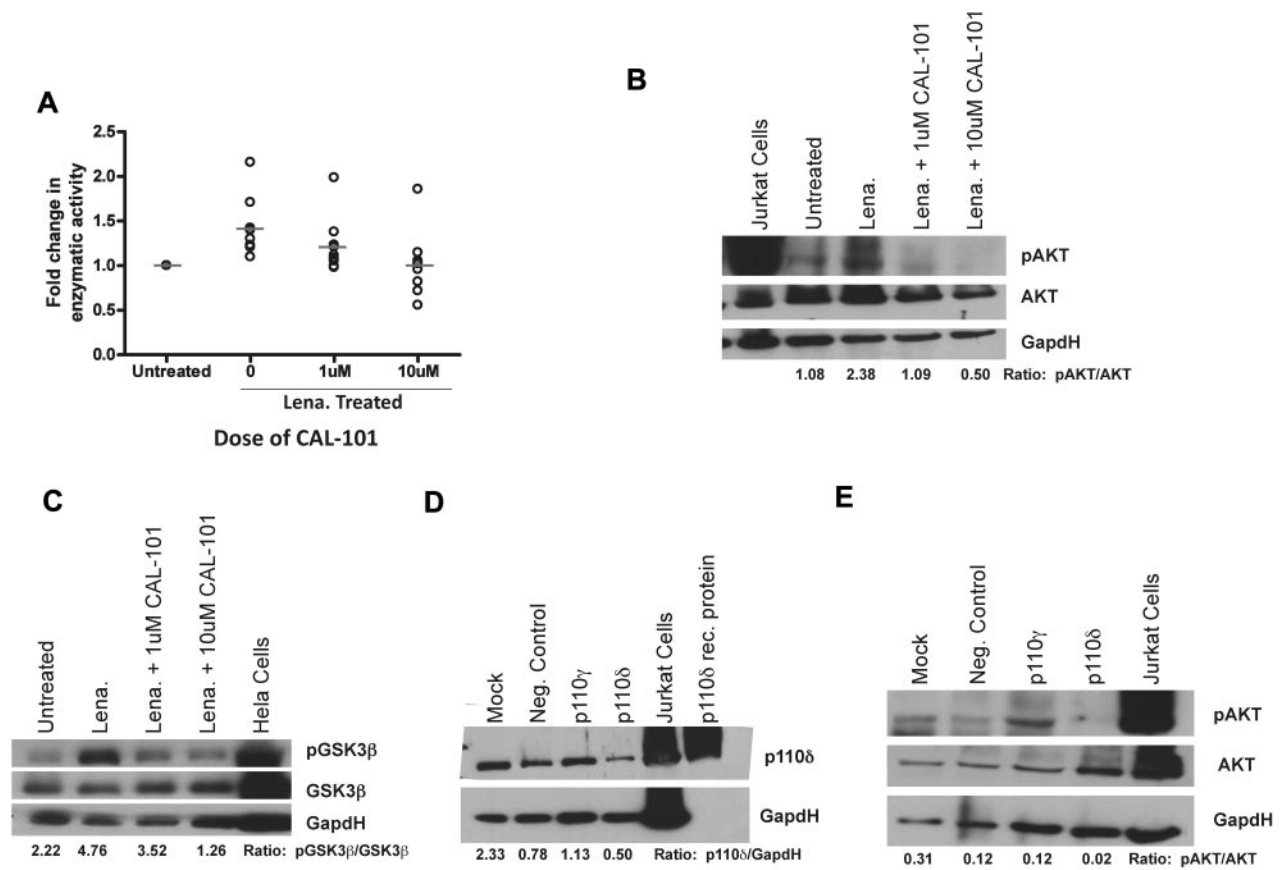 A
Fold change in
enzymatic activity
2.5
2.0
1.5
1.0
0.5
0.0
Untreated 0 1uM 10uM
Lena. Treated
Dose of CAL-101
B
Jurkat Cells
Untreated
Lena.
Lena. + 1uM CAL-101
Lena. + 10uM CAL-101
pAKT
AKT
GapdH
1.08 2.38 1.09 0.50 Ratio: pAKT/AKT
C
Untreated
Lena.
Lena. + 1uM CAL-101
Lena. + 10uM CAL-101
Hela Cells
pGSK3β
GSK3β
GapdH
2.22 4.76 3.52 1.26 Ratio: pGSK3β/GSK3β
D
Mock
Neg. Control
p110γ
p110δ
Jurkat Cells
p110δ rec. protein
p110δ
GapdH
2.33 0.78 1.13 0.50 Ratio: p110δ/GapdH
E
Mock
Neg. Control
p110γ
p110δ
Jurkat Cells
pAKT
AKT
GapdH
0.31 0.12 0.12 0.02 Ratio: pAKT/AKT